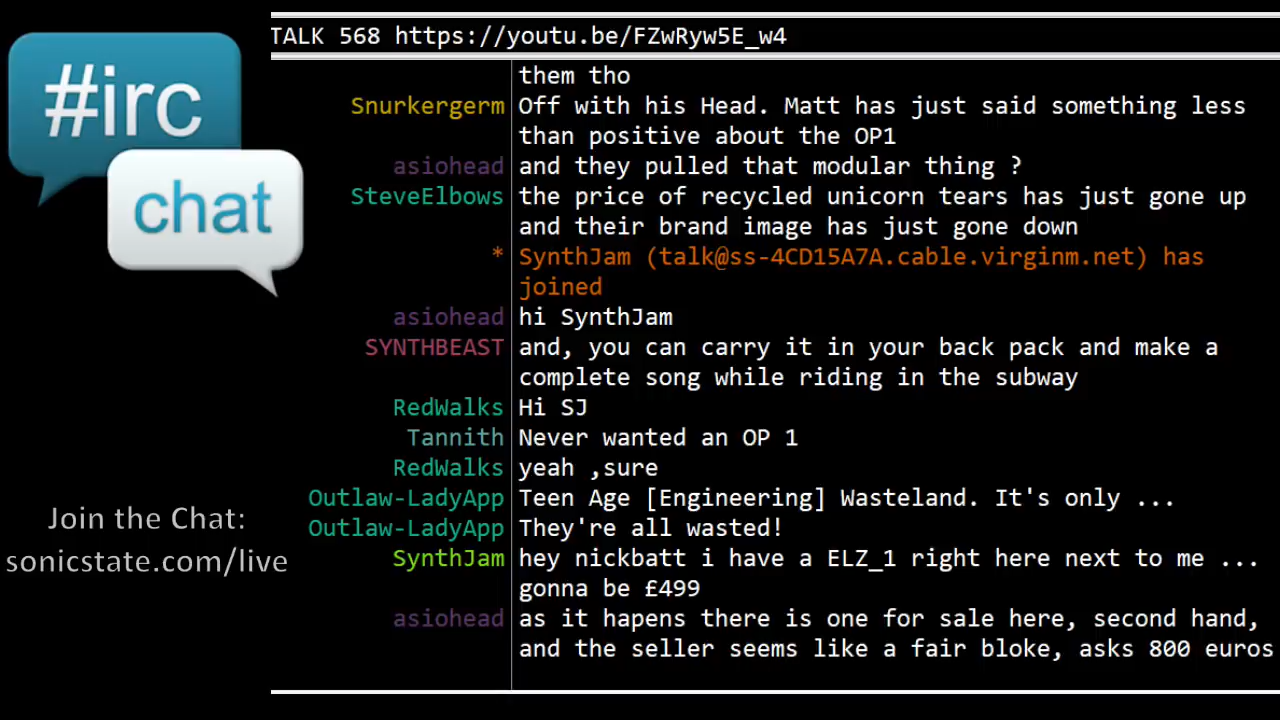 #irc
chat
TALK 568 https://youtu.be/FZwRyw5E_w4
them tho
Snurkergerm Off with his Head. Matt has just said something less
than positive about the OP1
asiohead and they pulled that modular thing ?
SteveElbows the price of recycled unicorn tears has just gone up
and their brand image has just gone down
* SynthJam (talk@ss-4CD15A7A.cable.virginm.net) has
joined
asiohead hi SynthJam
SYNTHBEAST and, you can carry it in your back pack and make a
complete song while riding in the subway
RedWalks Hi SJ
Tannith Never wanted an OP 1
RedWalks yeah ,sure
Outlaw-LadyApp Teen Age [Engineering] Wasteland. It's only ...
Outlaw-LadyApp They're all wasted!
SynthJam hey nickbatt i have a ELZ_1 right here next to me ...
gonna be £499
asiohead as it hapens there is one for sale here, second hand,
and the seller seems like a fair bloke, asks 800 euros
Join the Chat:
sonicstate.com/live